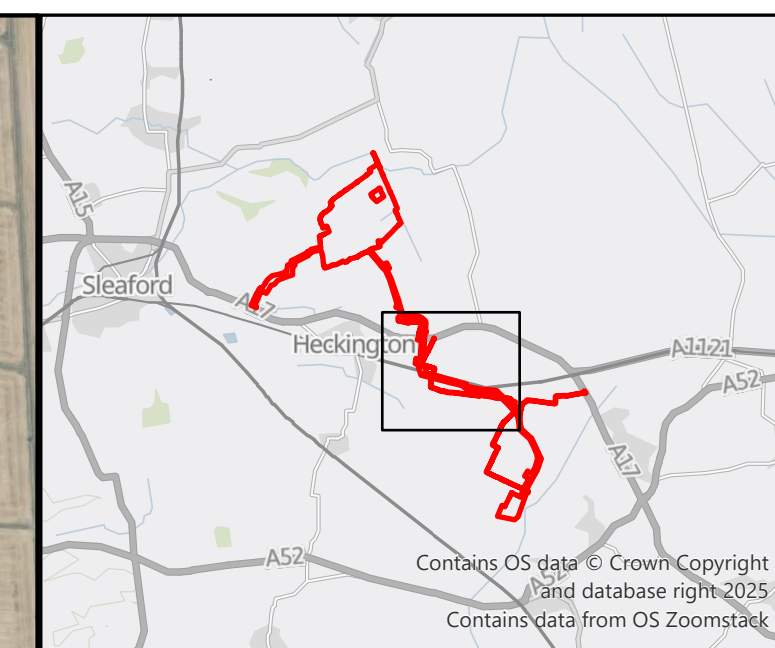 A15
Sleaford
A17
Heckington
A1121
A52
A17
A52
A52
Contains OS data © Crown Copyright
and database right 2025
Contains data from OS Zoomstack